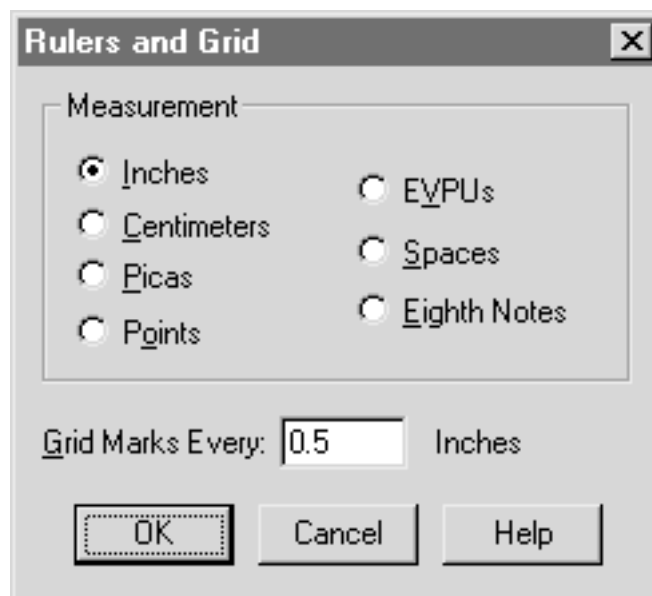 Rulers and Grid
Measurement
Inches
Centimeters
Picas
Points
EVPUs
Spaces
Eighth Notes
Grid Marks Every: 0.5 Inches
OK Cancel Help